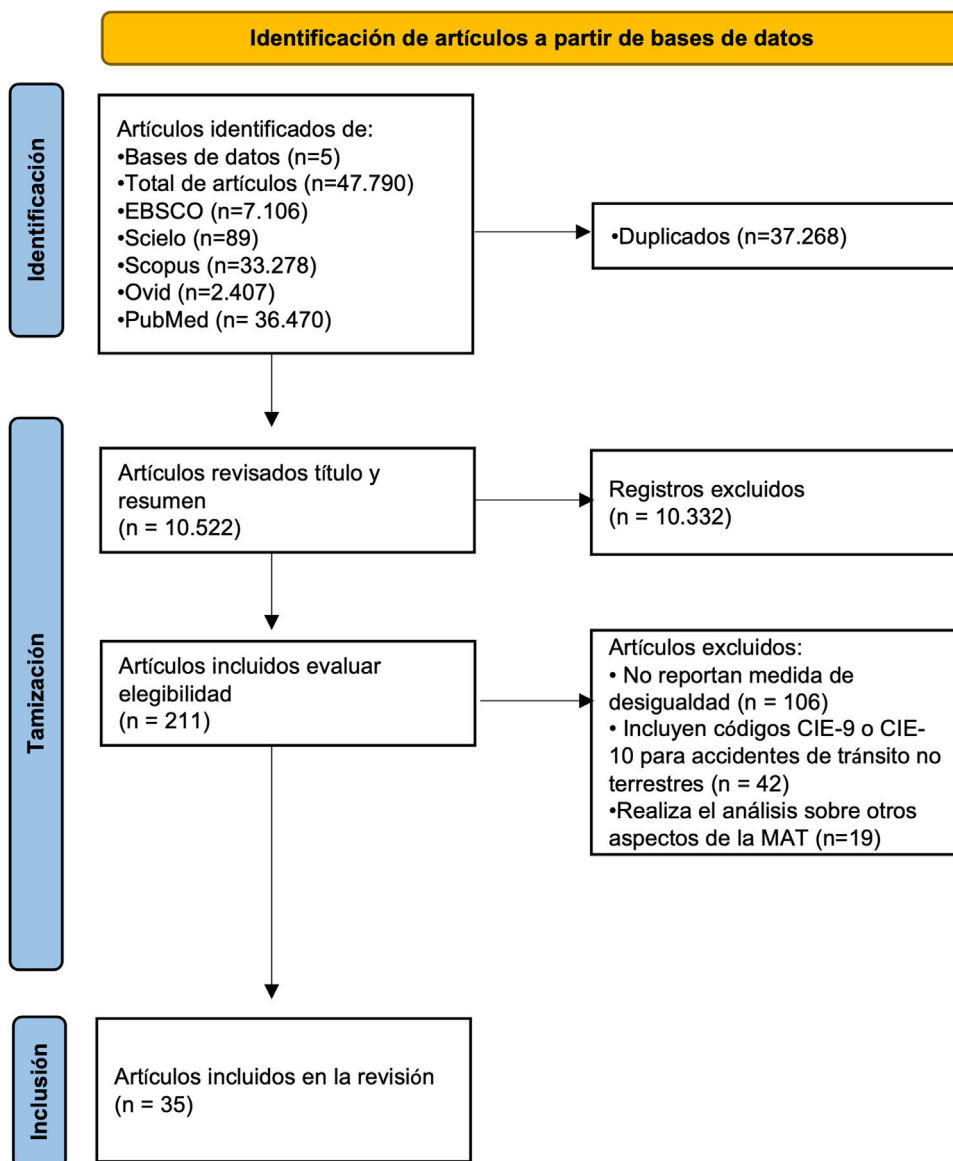 Identificación de artículos a partir de bases de datos
Identificación
Artículos identificados de:
•Bases de datos (n=5)
•Total de artículos (n=47.790)
•EBSCO (n=7.106)
•Scielo (n=89)
•Scopus (n=33.278)
•Ovid (n=2.407)
•PubMed (n= 36.470)
•Duplicados (n=37.268)
Tamización
Artículos revisados título y
resumen
(n = 10.522)
Registros excluidos
(n = 10.332)
Artículos incluidos evaluar
elegibilidad
(n = 211)
Artículos excluidos:
• No reportan medida de
desigualdad (n = 106)
• Incluyen códigos CIE-9 o CIE-
10 para accidentes de tránsito no
terrestres (n = 42)
•Realiza el análisis sobre otros
aspectos de la MAT (n=19)
Inclusión
Artículos incluidos en la revisión
(n = 35)